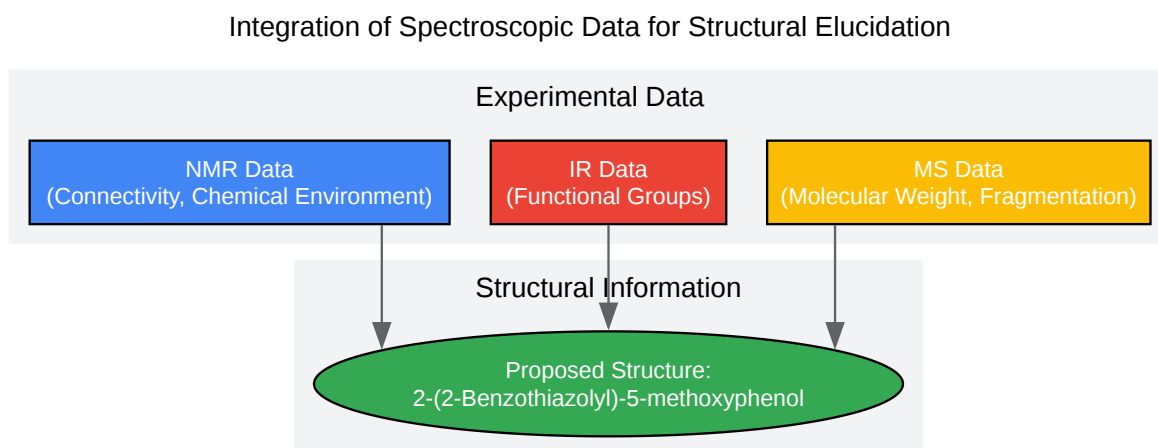 Integration of Spectroscopic Data for Structural Elucidation
Experimental Data
NMR Data
(Connectivity, Chemical Environment)
IR Data
(Functional Groups)
MS Data
(Molecular Weight, Fragmentation)
Structural Information
Proposed Structure:
2-(2-Benzothiazolyl)-5-methoxyphenol